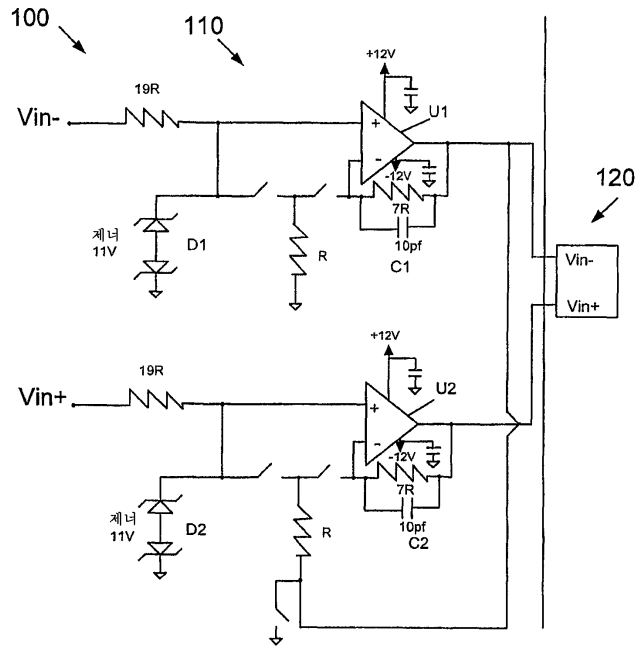 100
110
+12V
19R
U1
Vin-
+
-
-12V
120
7R
제너
11V
D1
R
10pf
C1
Vin-
Vin+
+12V
19R
U2
Vin+
+
-
-12V
7R
제너
11V
D2
R
10pf
C2